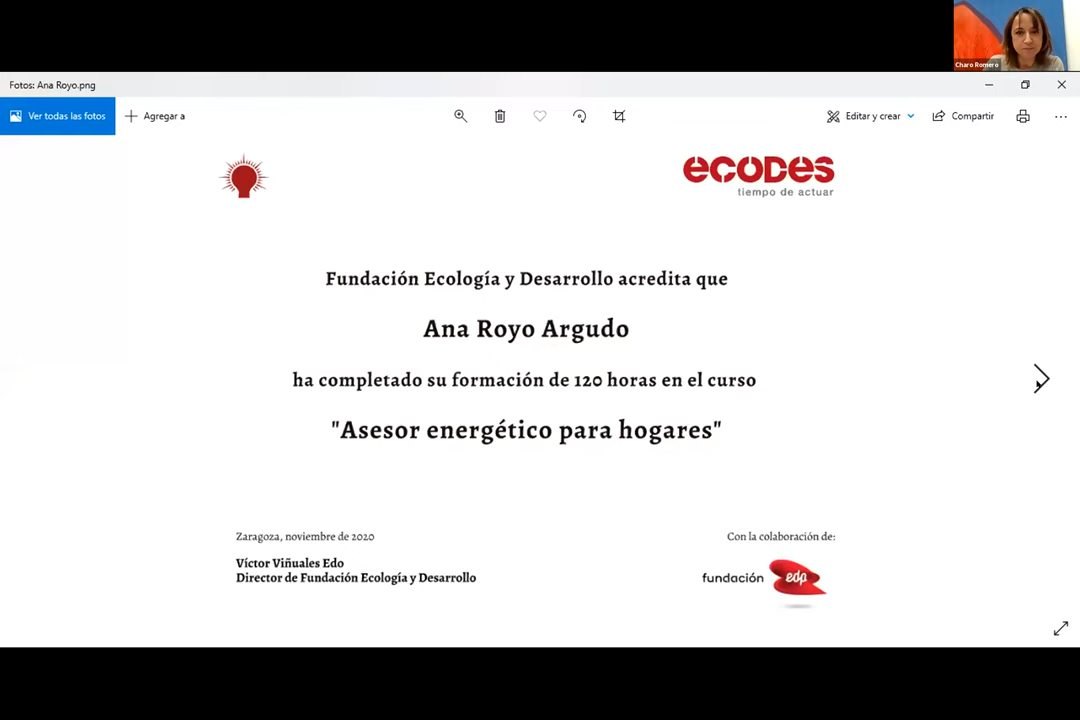 Charo Romero
Fotos: Ana Royo.png
Ver todas las fotos
Agregar a
Editar y crear
Compartir
ecodes
tiempo de actuar
Fundación Ecología y Desarrollo acredita que
Ana Royo Argudo
ha completado su formación de 120 horas en el curso
"Asesor energético para hogares"
Zaragoza, noviembre de 2020
Víctor Viñuales Edo
Director de Fundación Ecología y Desarrollo
Con la colaboración de:
fundación edp